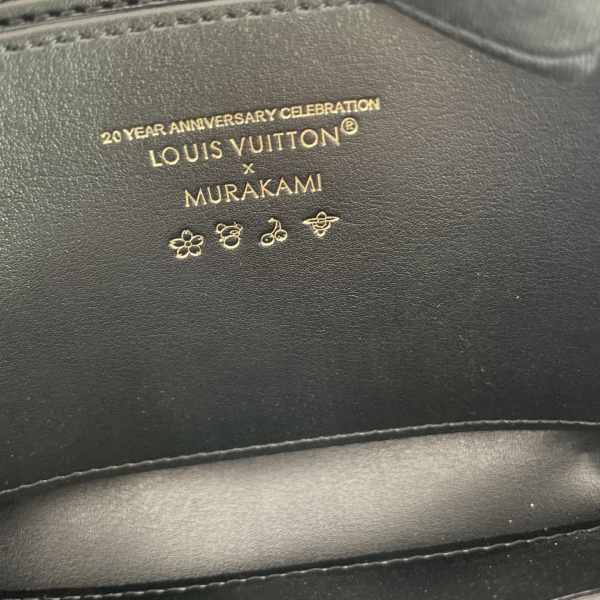 20 YEAR ANNIVERSARY CELEBRATION
LOUIS VUITTON®
x
MURAKAMI